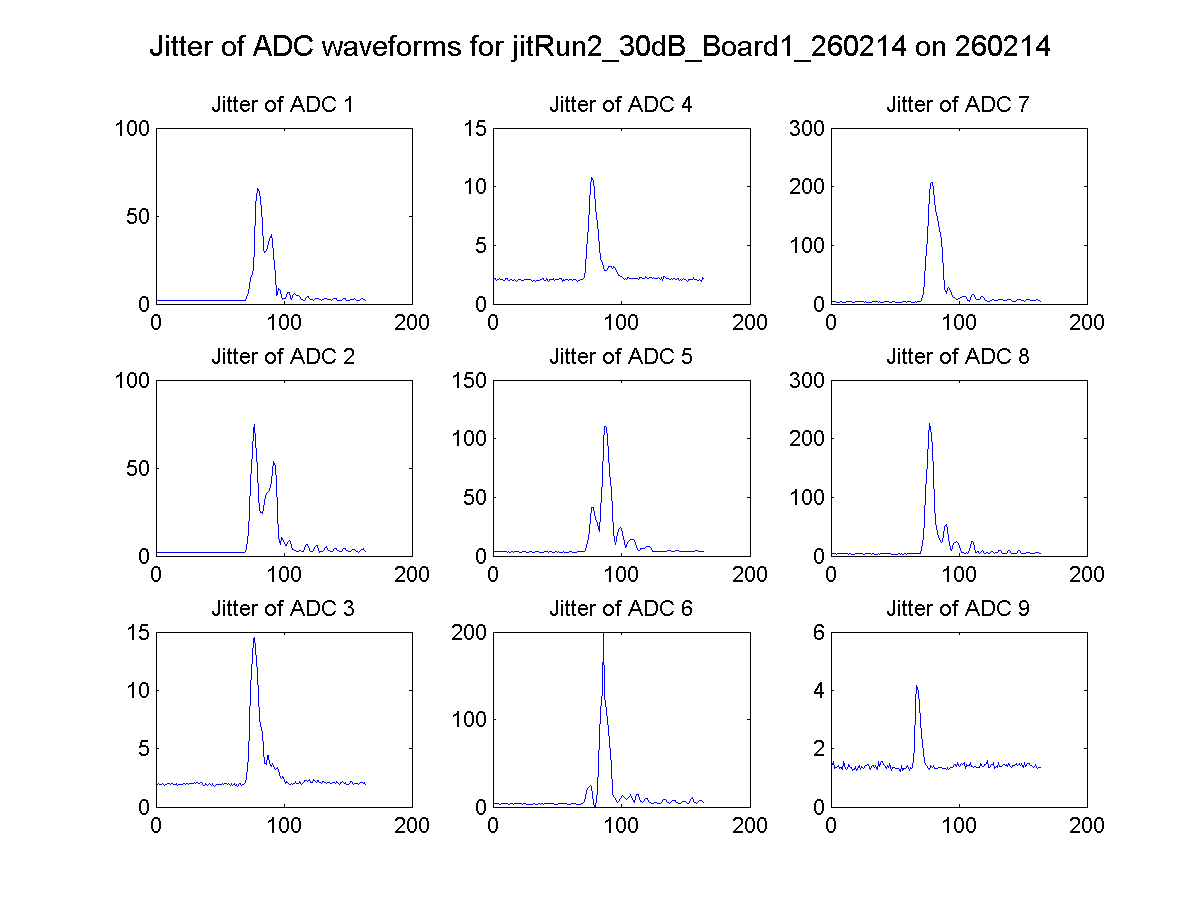 Jitter of ADC waveforms for jitRun2_30dB_Board1_260214 on 260214
Jitter of ADC 1
100
50
0
0 100 200
Jitter of ADC 4
15
10
5
0
0 100 200
Jitter of ADC 7
300
200
100
0
0 100 200
Jitter of ADC 2
100
50
0
0 100 200
Jitter of ADC 5
150
100
50
0
0 100 200
Jitter of ADC 8
300
200
100
0
0 100 200
Jitter of ADC 3
15
10
5
0
0 100 200
Jitter of ADC 6
200
100
0
0 100 200
Jitter of ADC 9
6
4
2
0
0 100 200